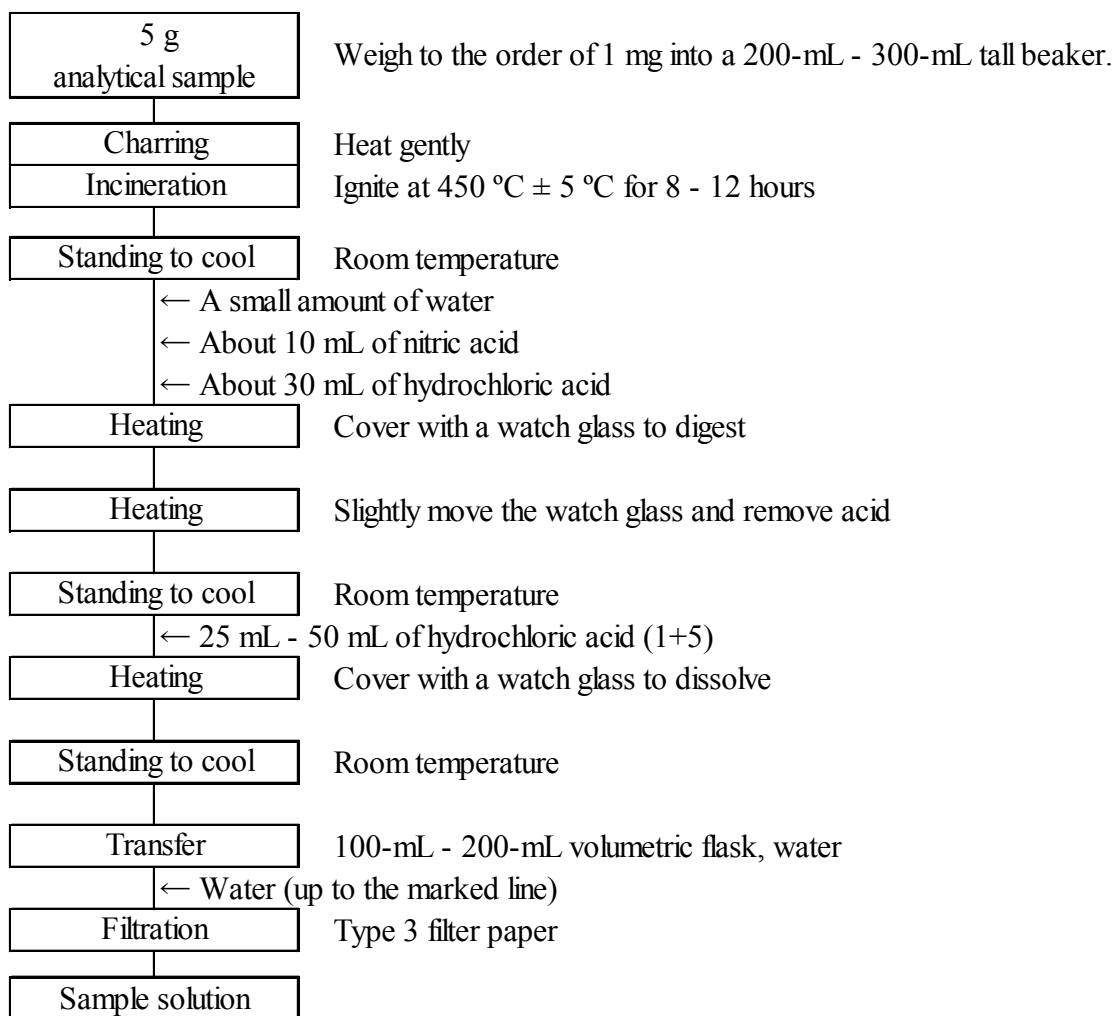 5 g
analytical sample
Weigh to the order of 1 mg into a 200-mL - 300-mL tall beaker.
Charring
Heat gently
Incineration
Ignite at 450 ºC ± 5 ºC for 8 - 12 hours
Standing to cool
Room temperature
← A small amount of water
← About 10 mL of nitric acid
← About 30 mL of hydrochloric acid
Heating
Cover with a watch glass to digest
Heating
Slightly move the watch glass and remove acid
Standing to cool
Room temperature
← 25 mL - 50 mL of hydrochloric acid (1+5)
Heating
Cover with a watch glass to dissolve
Standing to cool
Room temperature
Transfer
100-mL - 200-mL volumetric flask, water
← Water (up to the marked line)
Filtration
Type 3 filter paper
Sample solution